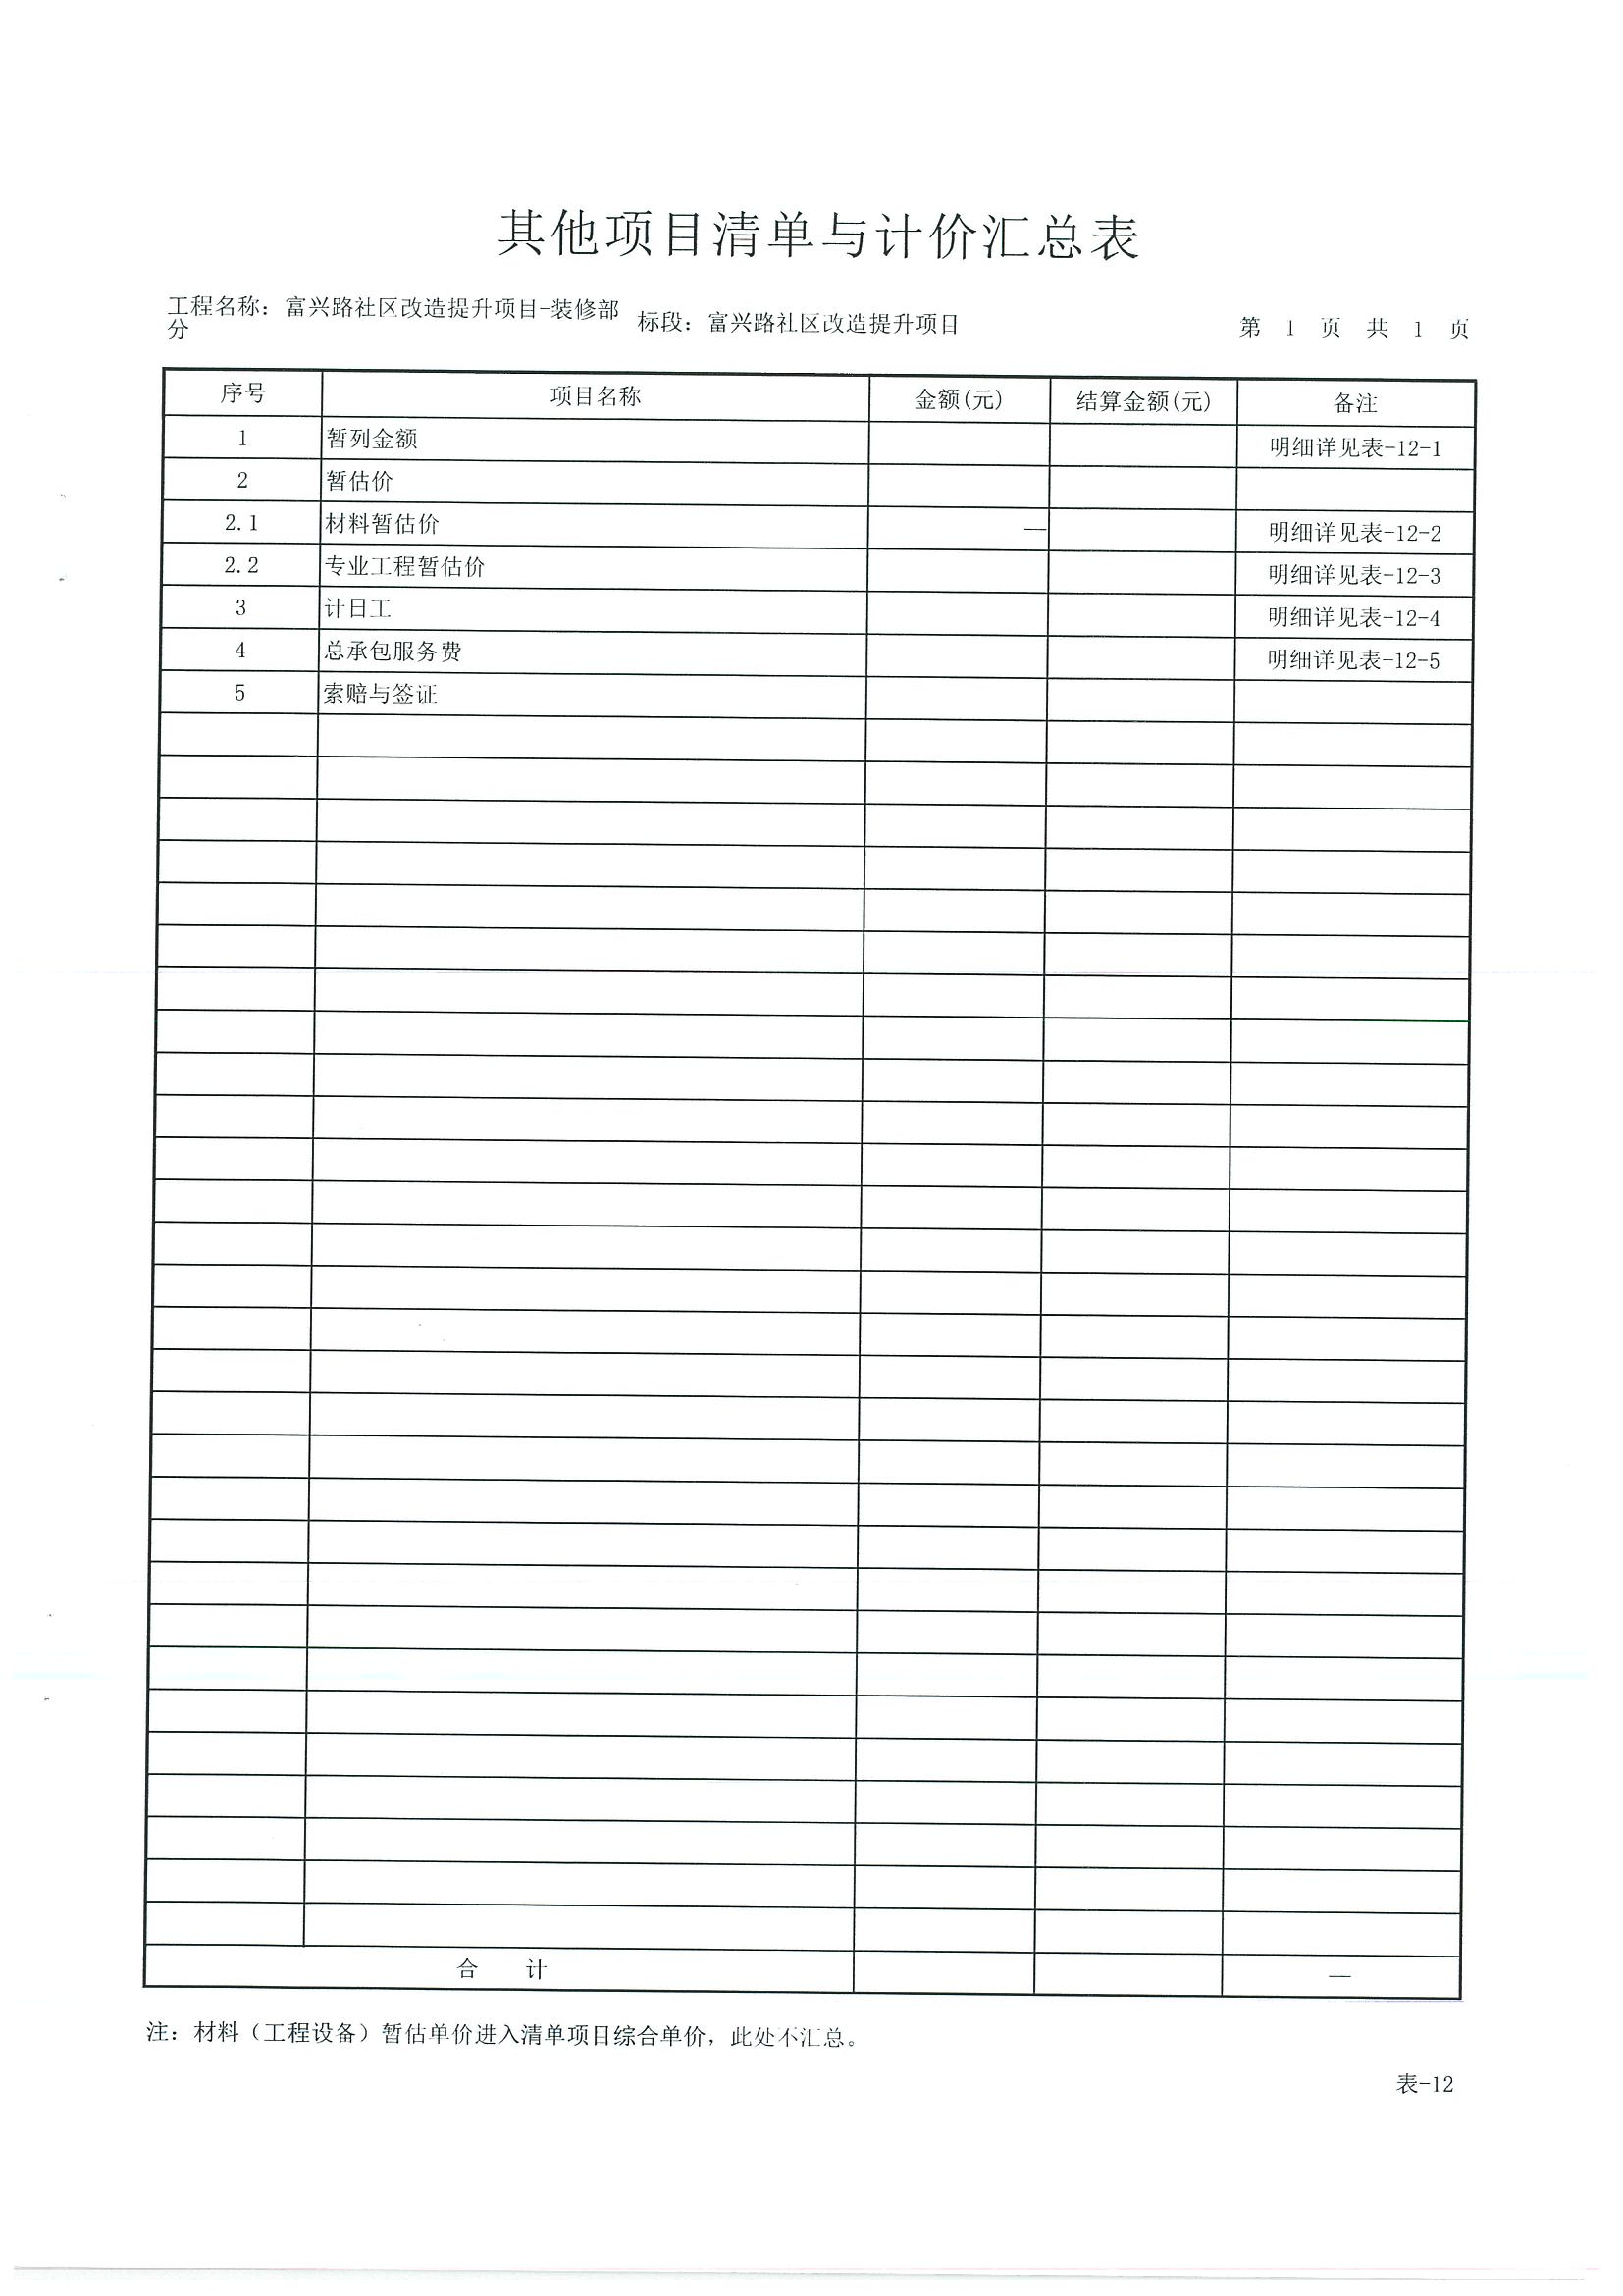 其他项目清单与计价汇总表
工程名称：富兴路社区改造提升项目-装修部
分
标段：富兴路社区改造提升项目
第 1 页 共 1 页
序号 项目名称 金额(元) 结算金额(元) 备注
1 暂列金额 明细详见表-12-1
2 暂估价
2.1 材料暂估价 — 明细详见表-12-2
2.2 专业工程暂估价 明细详见表-12-3
3 计日工 明细详见表-12-4
4 总承包服务费 明细详见表-12-5
5 索赔与签证
合 计 —
注：材料（工程设备）暂估单价进入清单项目综合单价，此处不汇总。
表-12